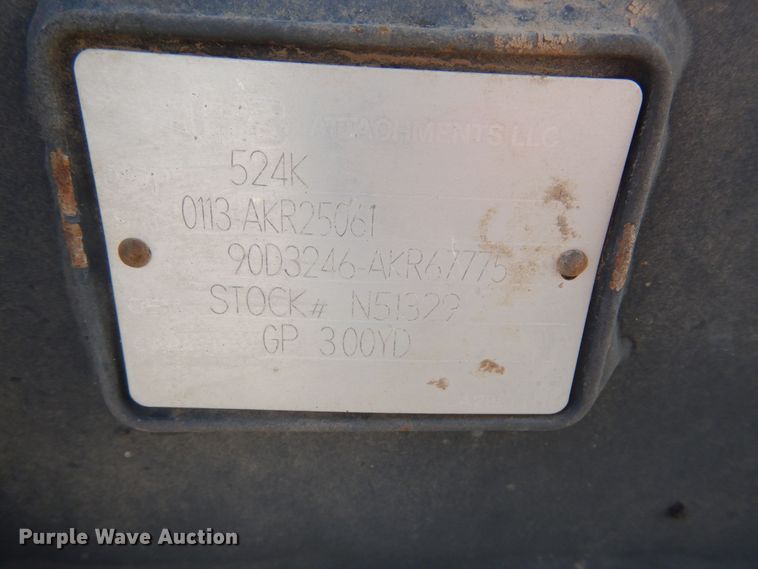 ATTACHMENTS LLC
524K
0113-AKR25061
90D3246-AKR67775
STOCK# N51329
GP 300YD
Purple Wave Auction